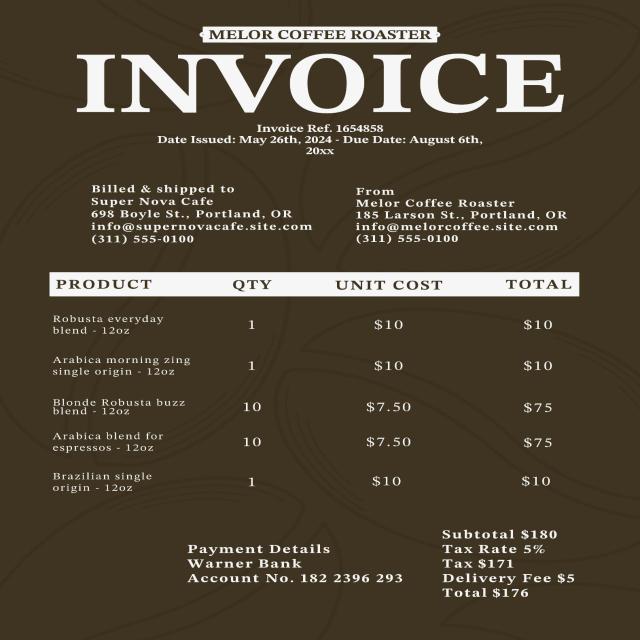 MELOR COFFEE ROASTER
INVOICE
Invoice Ref. 1654858
Date Issued: May 26th, 2024 - Due Date: August 6th,
20xx
Billed & shipped to
Super Nova Cafe
698 Boyle St., Portland, OR
info@supernovacafe.site.com
(311) 555-0100
From
Melor Coffee Roaster
185 Larson St., Portland, OR
info@melorcoffee.site.com
(311) 555-0100
PRODUCT QTY UNIT COST TOTAL
Robusta everyday
blend - 12oz 1 $10 $10
Arabica morning zing
single origin - 12oz 1 $10 $10
Blonde Robusta buzz
blend - 12oz 10 $7.50 $75
Arabica blend for
espressos - 12oz 10 $7.50 $75
Brazilian single
origin - 12oz 1 $10 $10
Payment Details
Warner Bank
Account No. 182 2396 293
Subtotal $180
Tax Rate 5%
Tax $171
Delivery Fee $5
Total $176